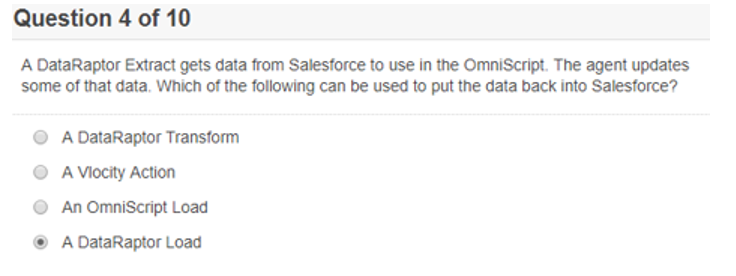 Question 4 of 10
A DataRaptor Extract gets data from Salesforce to use in the OmniScript. The agent updates
some of that data. Which of the following can be used to put the data back into Salesforce?
A DataRaptor Transform
A Vlocity Action
An OmniScript Load
A DataRaptor Load